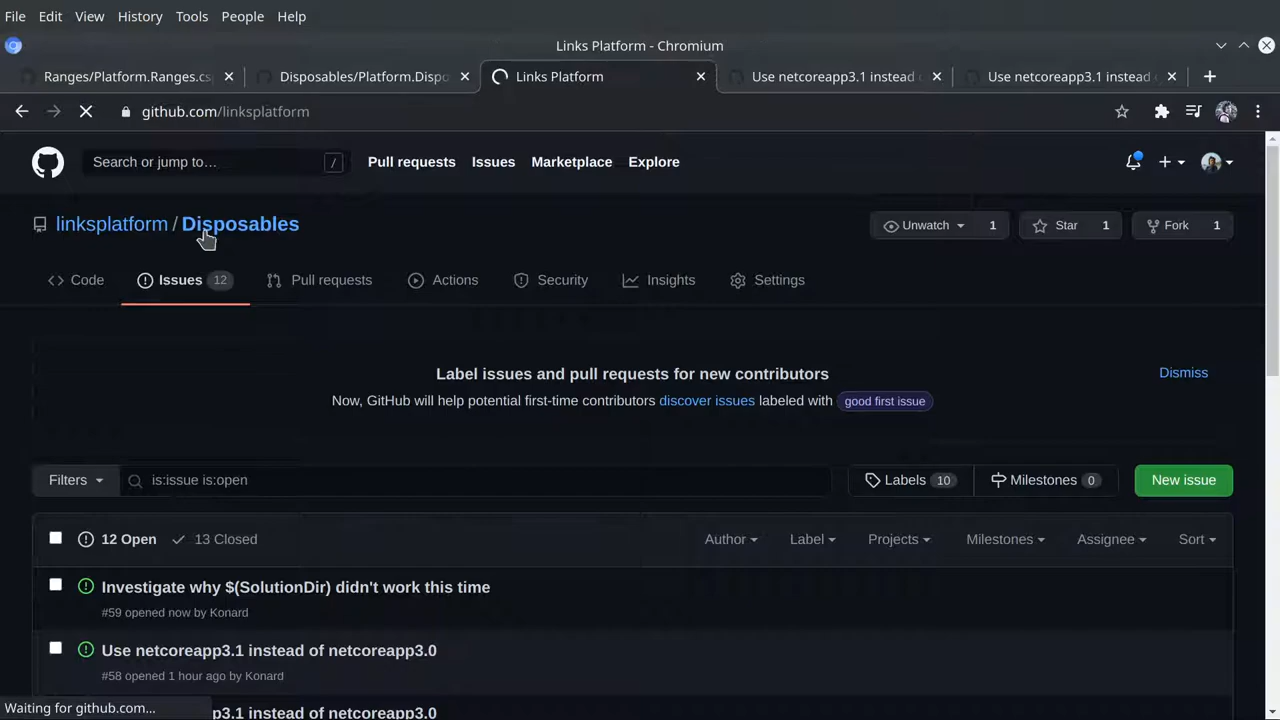 File Edit View History Tools People Help
Links Platform - Chromium
Ranges/Platform.Ranges.cs Disposables/Platform.Dispo Links Platform Use netcoreapp3.1 instead Use netcoreapp3.1 instead
github.com/linksplatform
Search or jump to… / Pull requests Issues Marketplace Explore
linksplatform / Disposables Unwatch 1 Star 1 Fork 1
Code Issues 12 Pull requests Actions Security Insights Settings
Label issues and pull requests for new contributors Dismiss
Now, GitHub will help potential first-time contributors discover issues labeled with good first issue
Filters is:issue is:open Labels 10 Milestones 0 New issue
12 Open 13 Closed Author Label Projects Milestones Assignee Sort
Investigate why $(SolutionDir) didn't work this time
#59 opened now by Konard
Use netcoreapp3.1 instead of netcoreapp3.0
#58 opened 1 hour ago by Konard
Waiting for github.com...
p3.1 instead of netcoreapp3.0